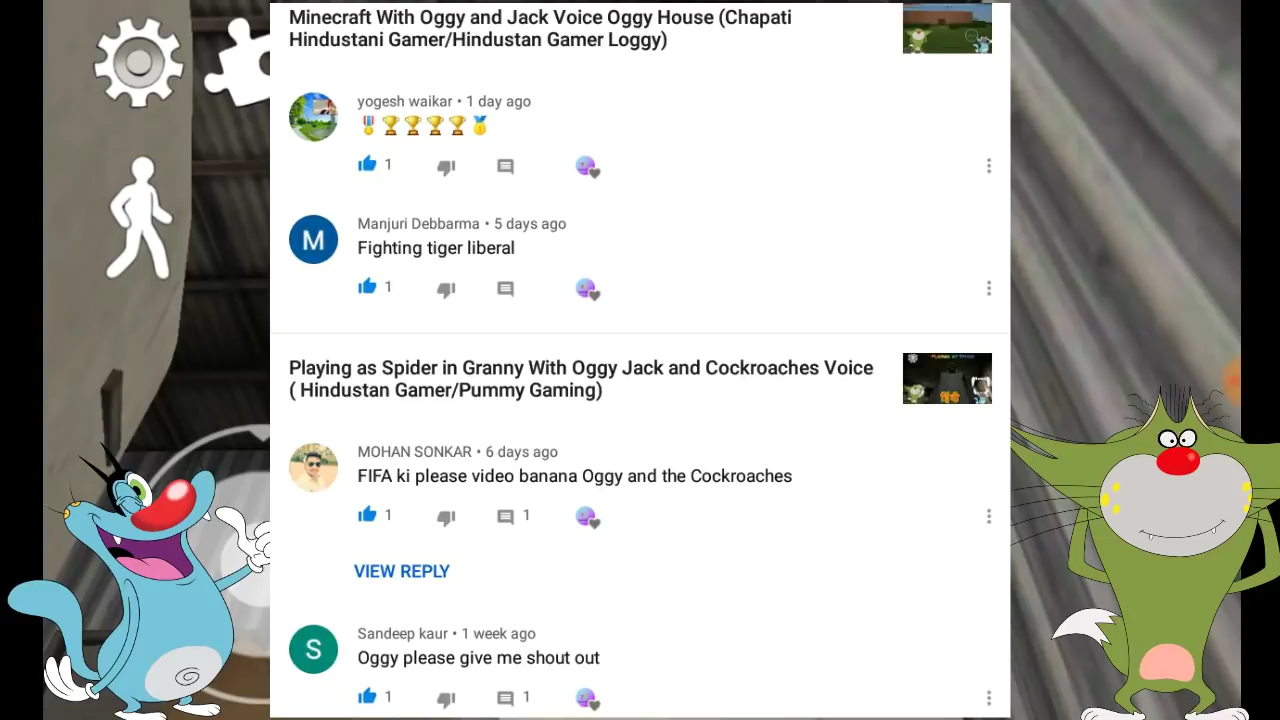 Minecraft With Oggy and Jack Voice Oggy House (Chapati
Hindustani Gamer/Hindustan Gamer Loggy)
yogesh waikar • 1 day ago
🎖🏆🏆🏆🏆🥇
1
Manjuri Debbarma • 5 days ago
M
Fighting tiger liberal
1
Playing as Spider in Granny With Oggy Jack and Cockroaches Voice
( Hindustan Gamer/Pummy Gaming)
MOHAN SONKAR • 6 days ago
FIFA ki please video banana Oggy and the Cockroaches
1 1
VIEW REPLY
Sandeep kaur • 1 week ago
S
Oggy please give me shout out
1 1